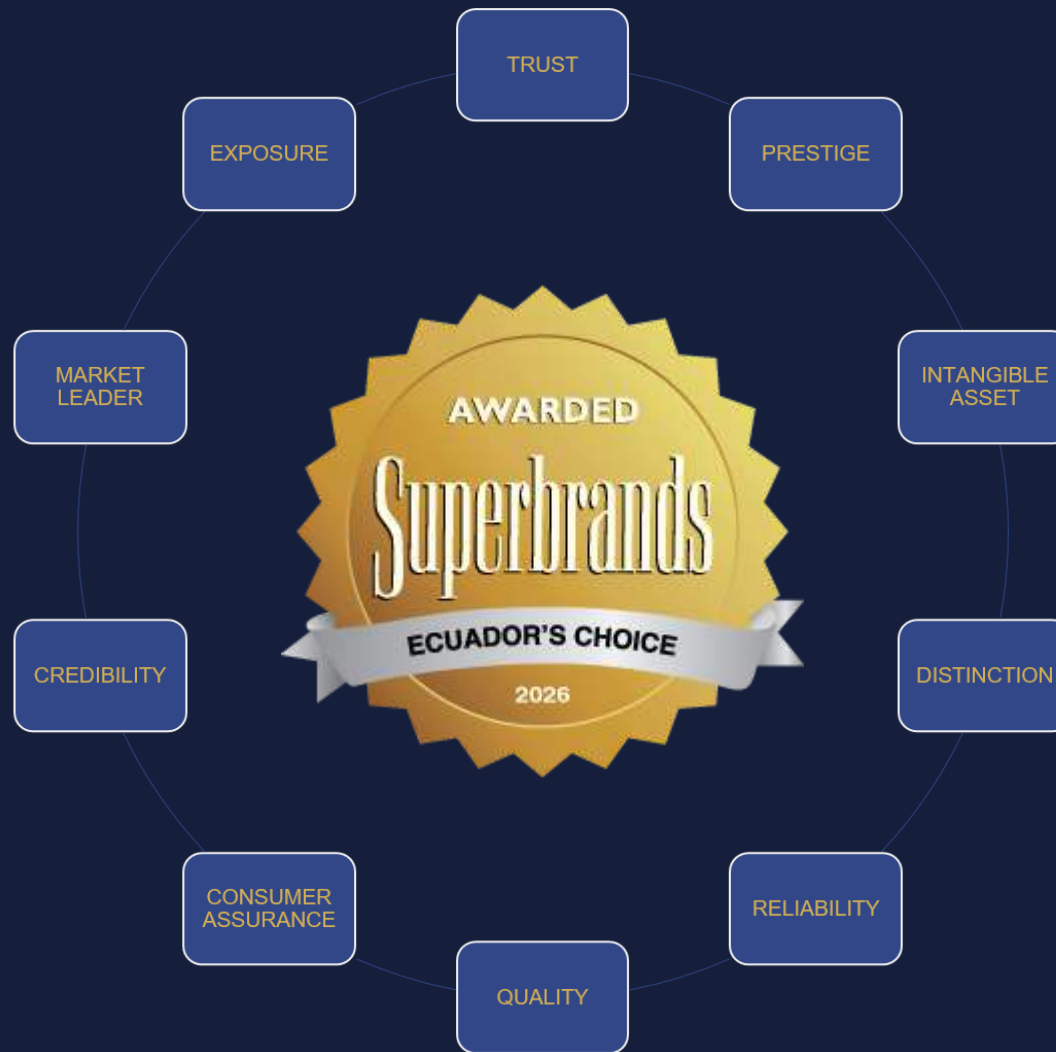 TRUST
EXPOSURE
PRESTIGE
MARKET
LEADER
INTANGIBLE
ASSET
AWARDED
Superbrands
ECUADOR'S CHOICE
2026
CREDIBILITY
DISTINCTION
CONSUMER
ASSURANCE
RELIABILITY
QUALITY